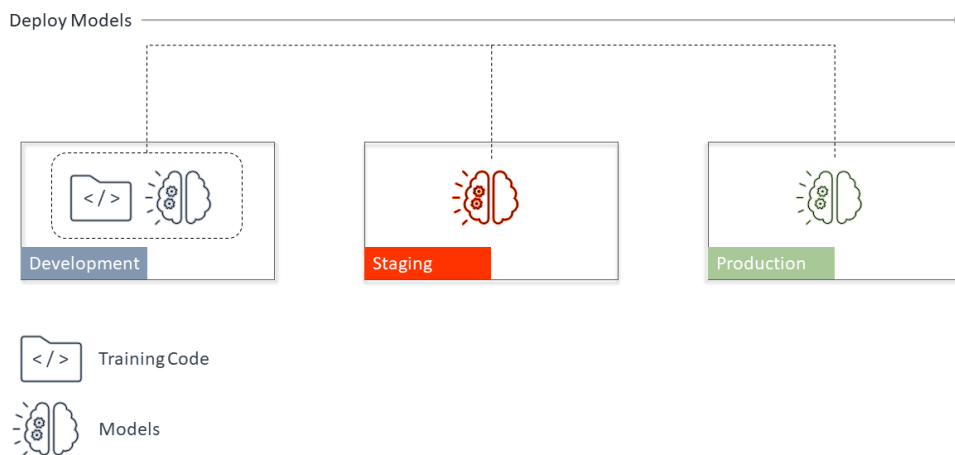 Deploy Models
</>
Development
Staging
Production
</>
Training Code
Models